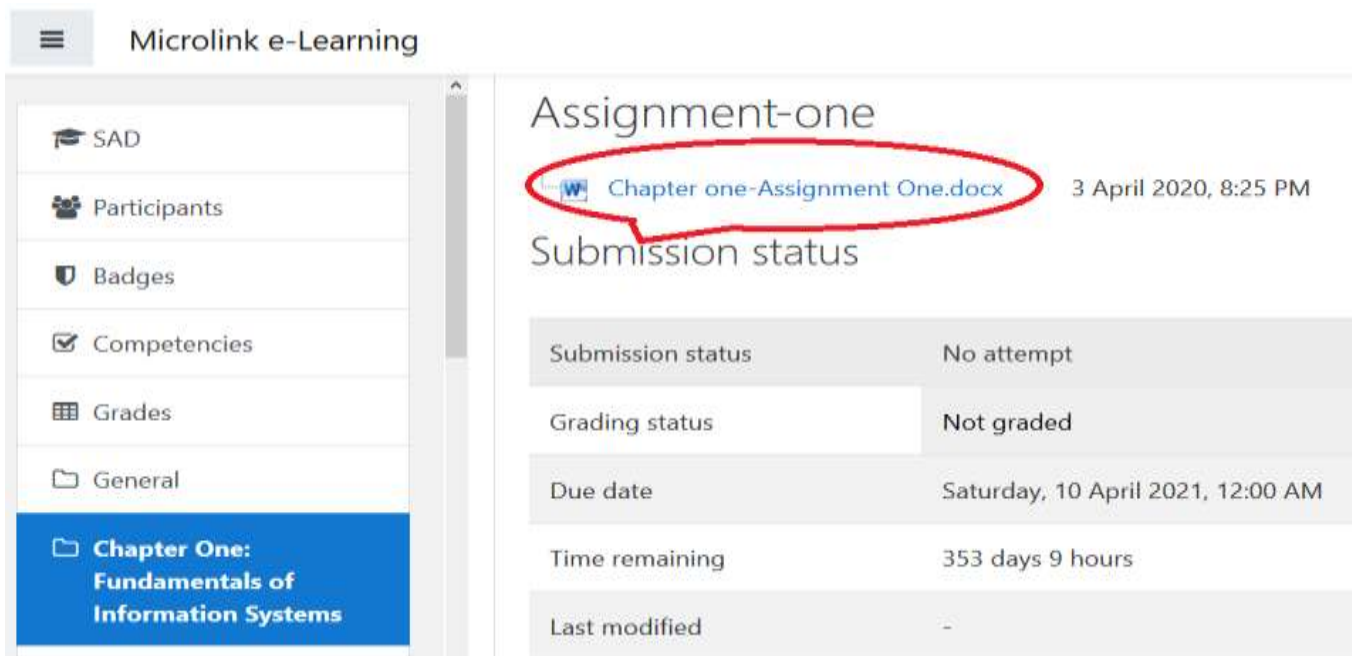 Microlink e-Learning
SAD
Participants
Badges
Competencies
Grades
General
Chapter One:
Fundamentals of
Information Systems
Assignment-one
Chapter one-Assignment One.docx 3 April 2020, 8:25 PM
Submission status
Submission status No attempt
Grading status Not graded
Due date Saturday, 10 April 2021, 12:00 AM
Time remaining 353 days 9 hours
Last modified -